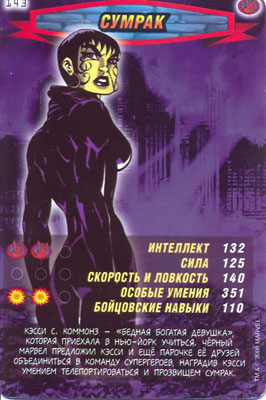 143
СУМРАК
ИНТЕЛЛЕКТ 132
СИЛА 125
СКОРОСТЬ И ЛОВКОСТЬ 140
ОСОБЫЕ УМЕНИЯ 351
БОЙЦОВСКИЕ НАВЫКИ 110
КЭССИ С. КОММОНЗ – «БЕДНАЯ БОГАТАЯ ДЕВУШКА»,
КОТОРАЯ ПРИЕХАЛА В НЬЮ-ЙОРК УЧИТЬСЯ. ЧЁРНЫЙ
МАРВЕЛ ПРЕДЛОЖИЛ КЭССИ И ЕЩЁ ПАРОЧКЕ ЕЁ ДРУЗЕЙ
ОБЪЕДИНИТЬСЯ В КОМАНДУ СУПЕРГЕРОЕВ, НАГРАДИВ КЭССИ
УМЕНИЕМ ТЕЛЕПОРТИРОВАТЬСЯ И ПРОЗВИЩЕМ СУМРАК.
TM & © 2008 MARVEL